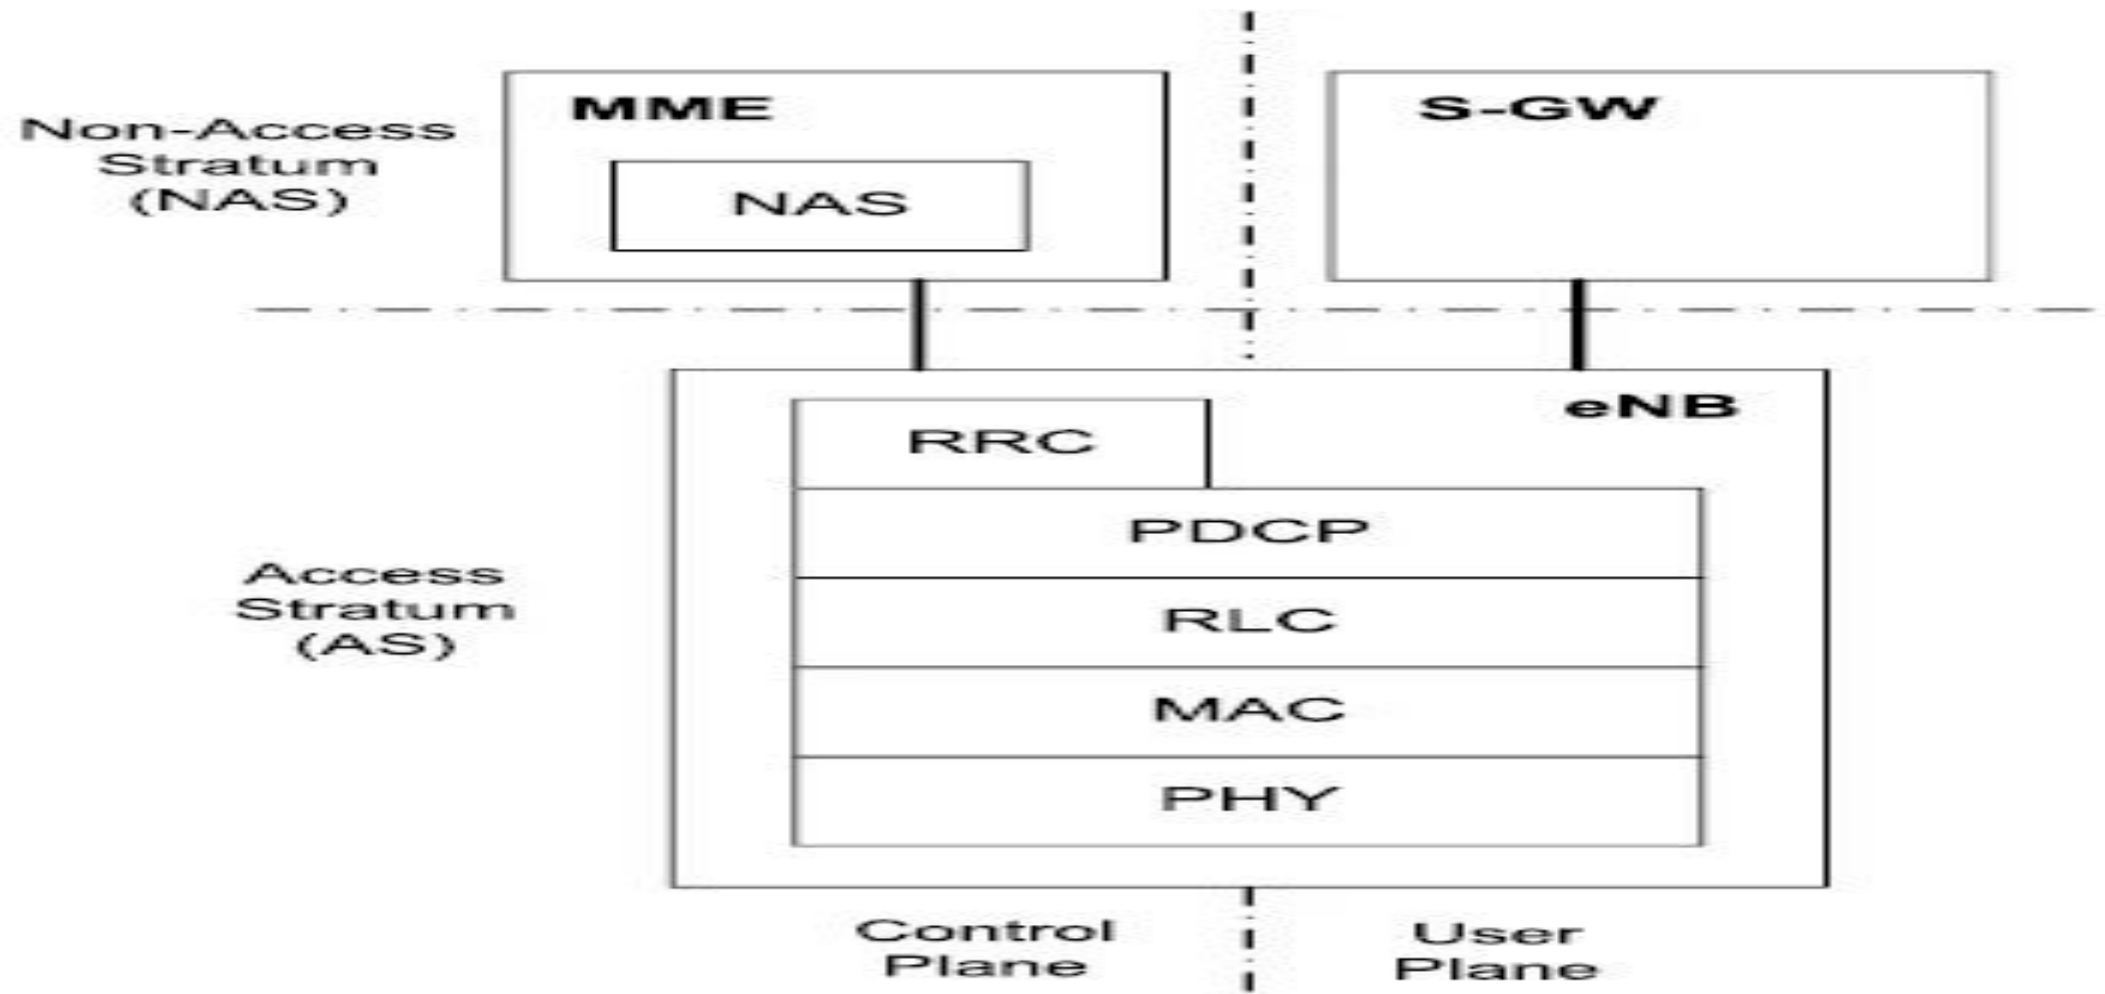 MME
S-GW
Non-Access
Stratum
(NAS)
NAS
eNB
RRC
PDCP
Access
Stratum
(AS)
RLC
MAC
PHY
Control
Plane
User
Plane